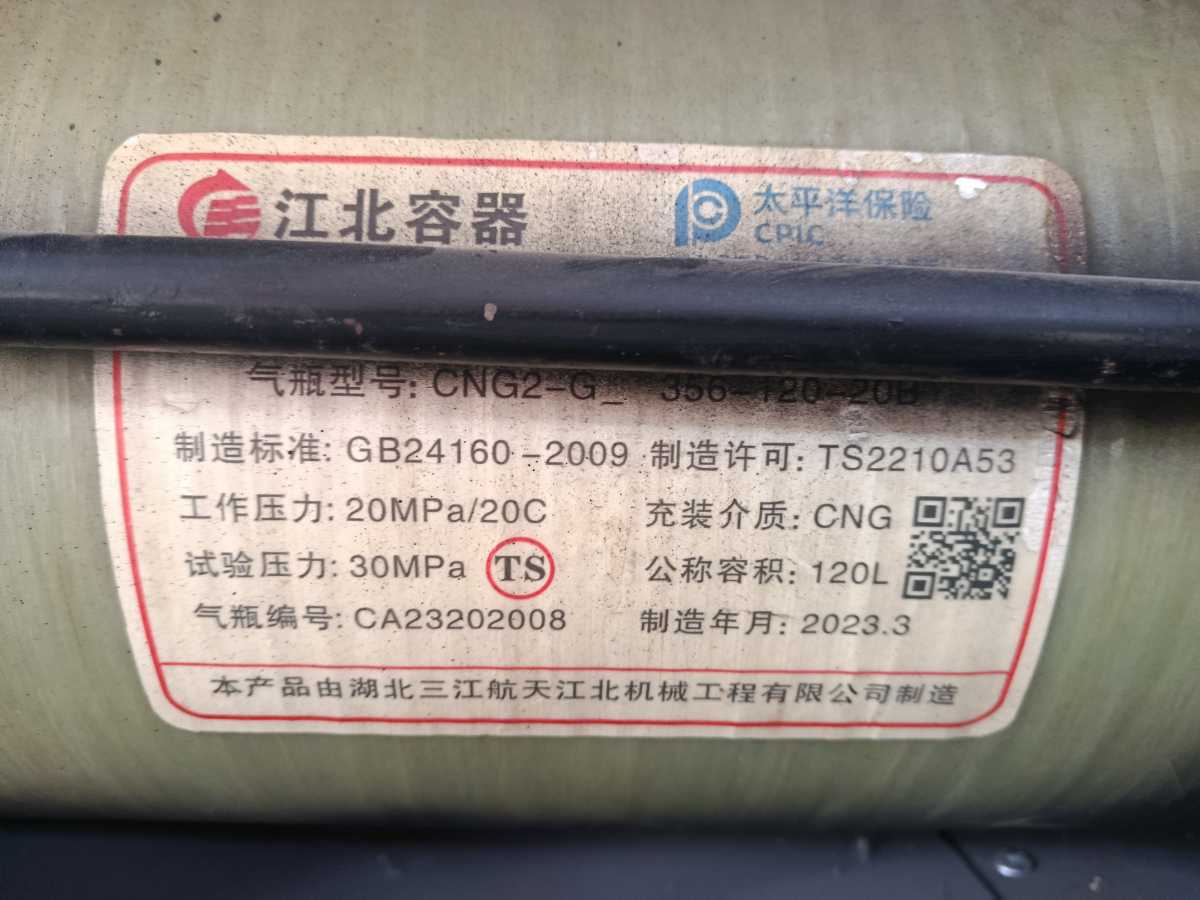 江北容器 太平洋保险
CPIC
气瓶型号: CNG2-G_ 356-120-20B
制造标准: GB24160-2009 制造许可: TS2210A53
工作压力: 20MPa/20C 充装介质: CNG
试验压力: 30MPa TS 公称容积: 120L
气瓶编号: CA23202008 制造年月: 2023.3
本产品由湖北三江航天江北机械工程有限公司制造